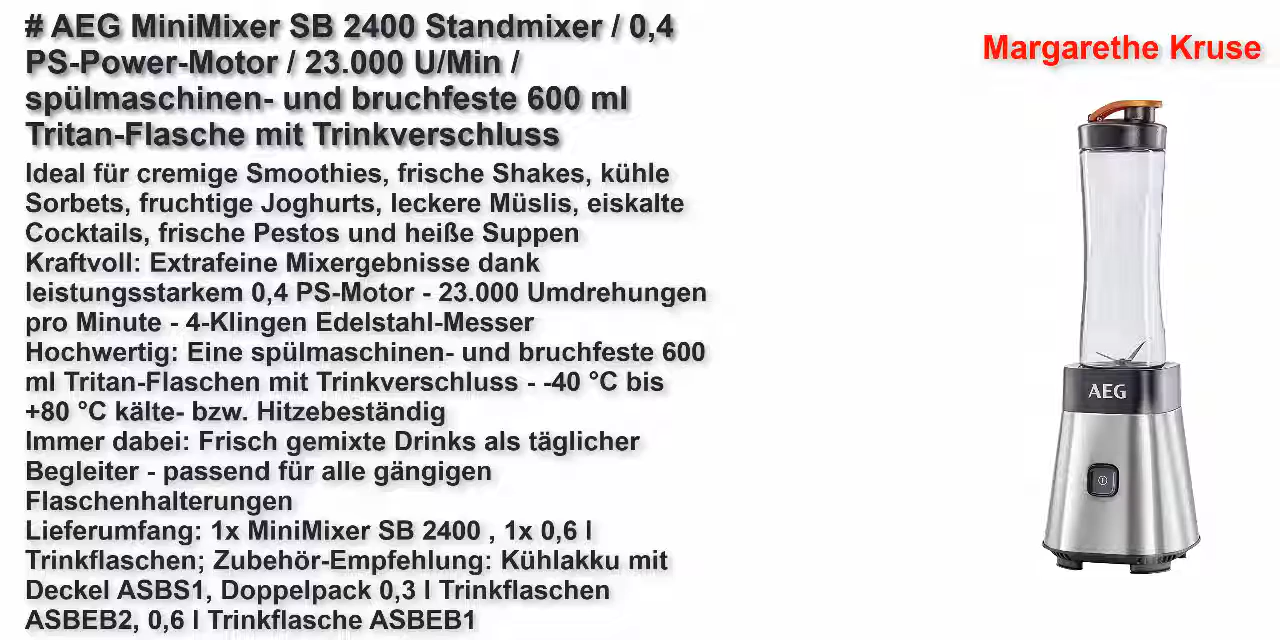 # AEG MiniMixer SB 2400 Standmixer / 0,4
PS-Power-Motor / 23.000 U/Min /
spülmaschinen- und bruchfeste 600 ml
Tritan-Flasche mit Trinkverschluss
Ideal für cremige Smoothies, frische Shakes, kühle
Sorbets, fruchtige Joghurts, leckere Müslis, eiskalte
Cocktails, frische Pestos und heiße Suppen
Kraftvoll: Extrafeine Mixergebnisse dank
leistungsstarkem 0,4 PS-Motor - 23.000 Umdrehungen
pro Minute - 4-Klingen Edelstahl-Messer
Hochwertig: Eine spülmaschinen- und bruchfeste 600
ml Tritan-Flaschen mit Trinkverschluss - -40 °C bis
+80 °C kälte- bzw. Hitzebeständig
Immer dabei: Frisch gemixte Drinks als täglicher
Begleiter - passend für alle gängigen
Flaschenhalterungen
Lieferumfang: 1x MiniMixer SB 2400 , 1x 0,6 l
Trinkflaschen; Zubehör-Empfehlung: Kühlakku mit
Deckel ASBS1, Doppelpack 0,3 l Trinkflaschen
ASBEB2, 0,6 l Trinkflasche ASBEB1
Margarethe Kruse
AEG